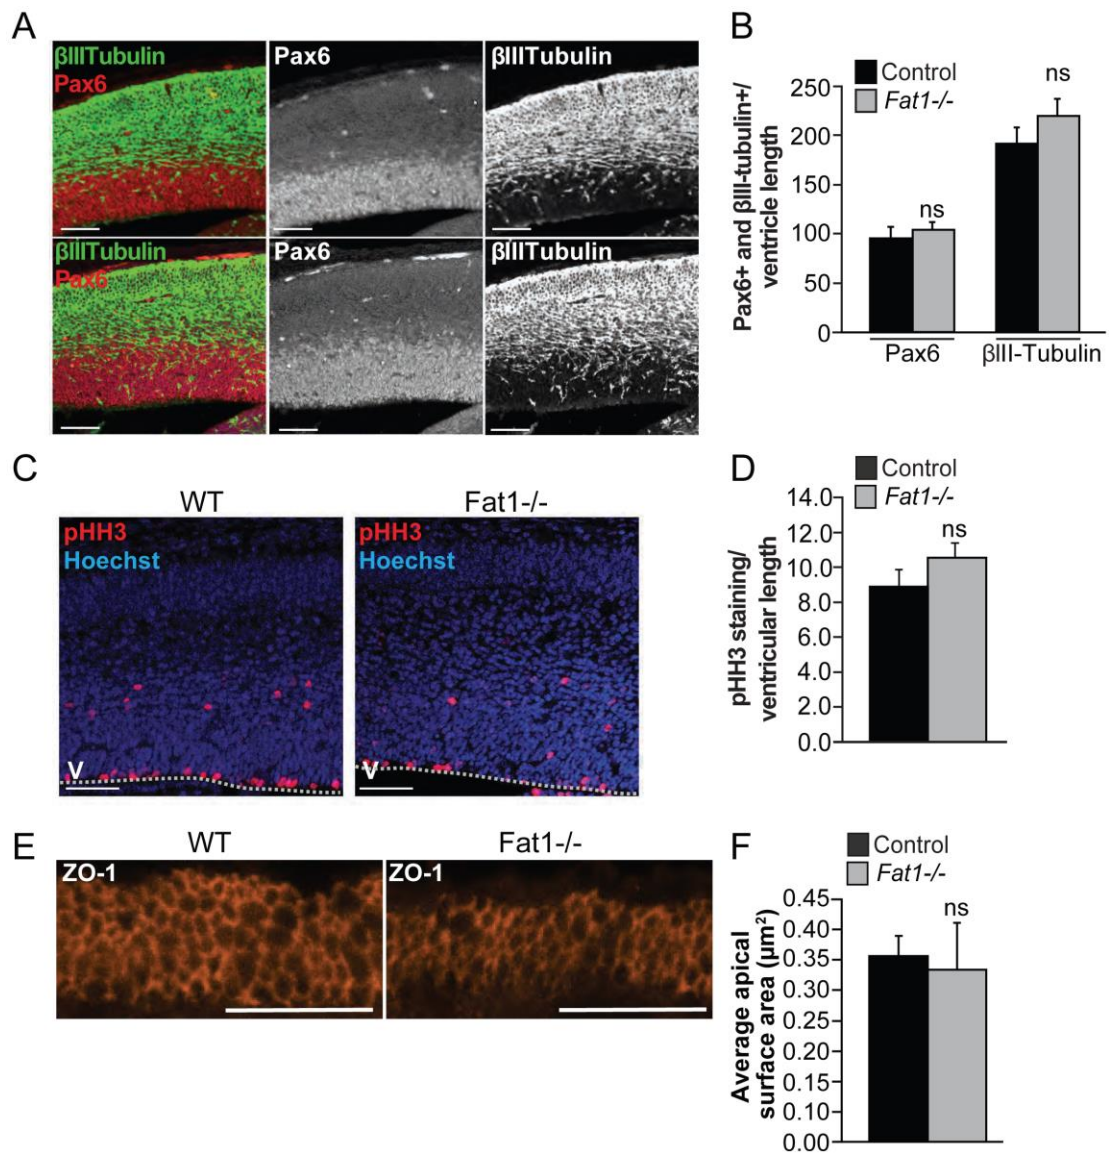 A
βIIITubulin
Pax6
Pax6
βIIITubulin
βIIITubulin
Pax6
Pax6
βIIITubulin
B
Control
Fat1-/-
Pax6+ and βIII-tubulin+/
ventricle length
250
200
150
100
50
0
ns
ns
Pax6
βIII-Tubulin
C
WT
Fat1-/-
pHH3
Hoechst
V
pHH3
Hoechst
V
D
Control
Fat1-/-
pHH3 staining/
ventricular length
14.0
12.0
10.0
8.0
6.0
4.0
2.0
0.0
ns
E
WT
Fat1-/-
ZO-1
ZO-1
F
Control
Fat1-/-
Average apical
surface area (µm²)
0.45
0.40
0.35
0.30
0.25
0.20
0.15
0.10
0.00
ns